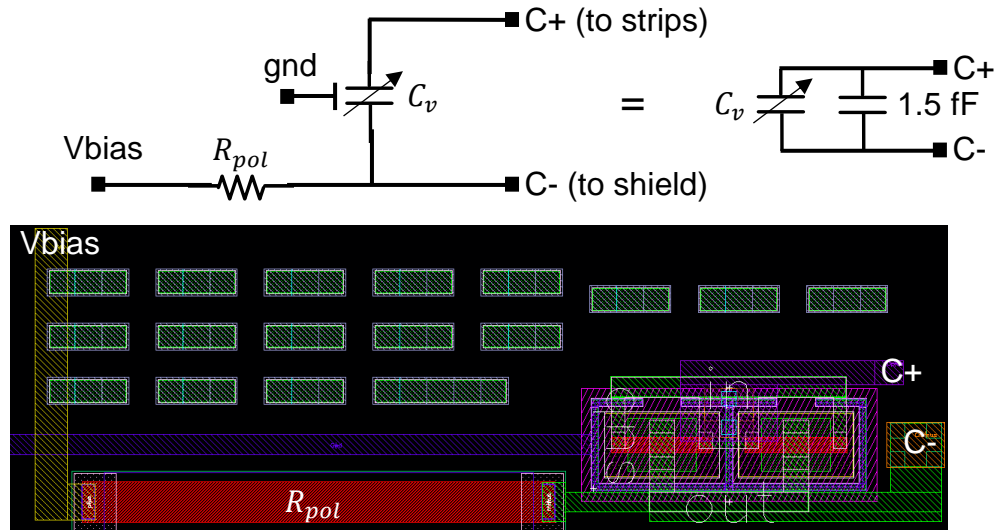 C+ (to strips)
gnd
C_v
Vbias
R_pol
C- (to shield)
=
C_v
C+
1.5 fF
C-
Vbias
C+
C-
R_pol